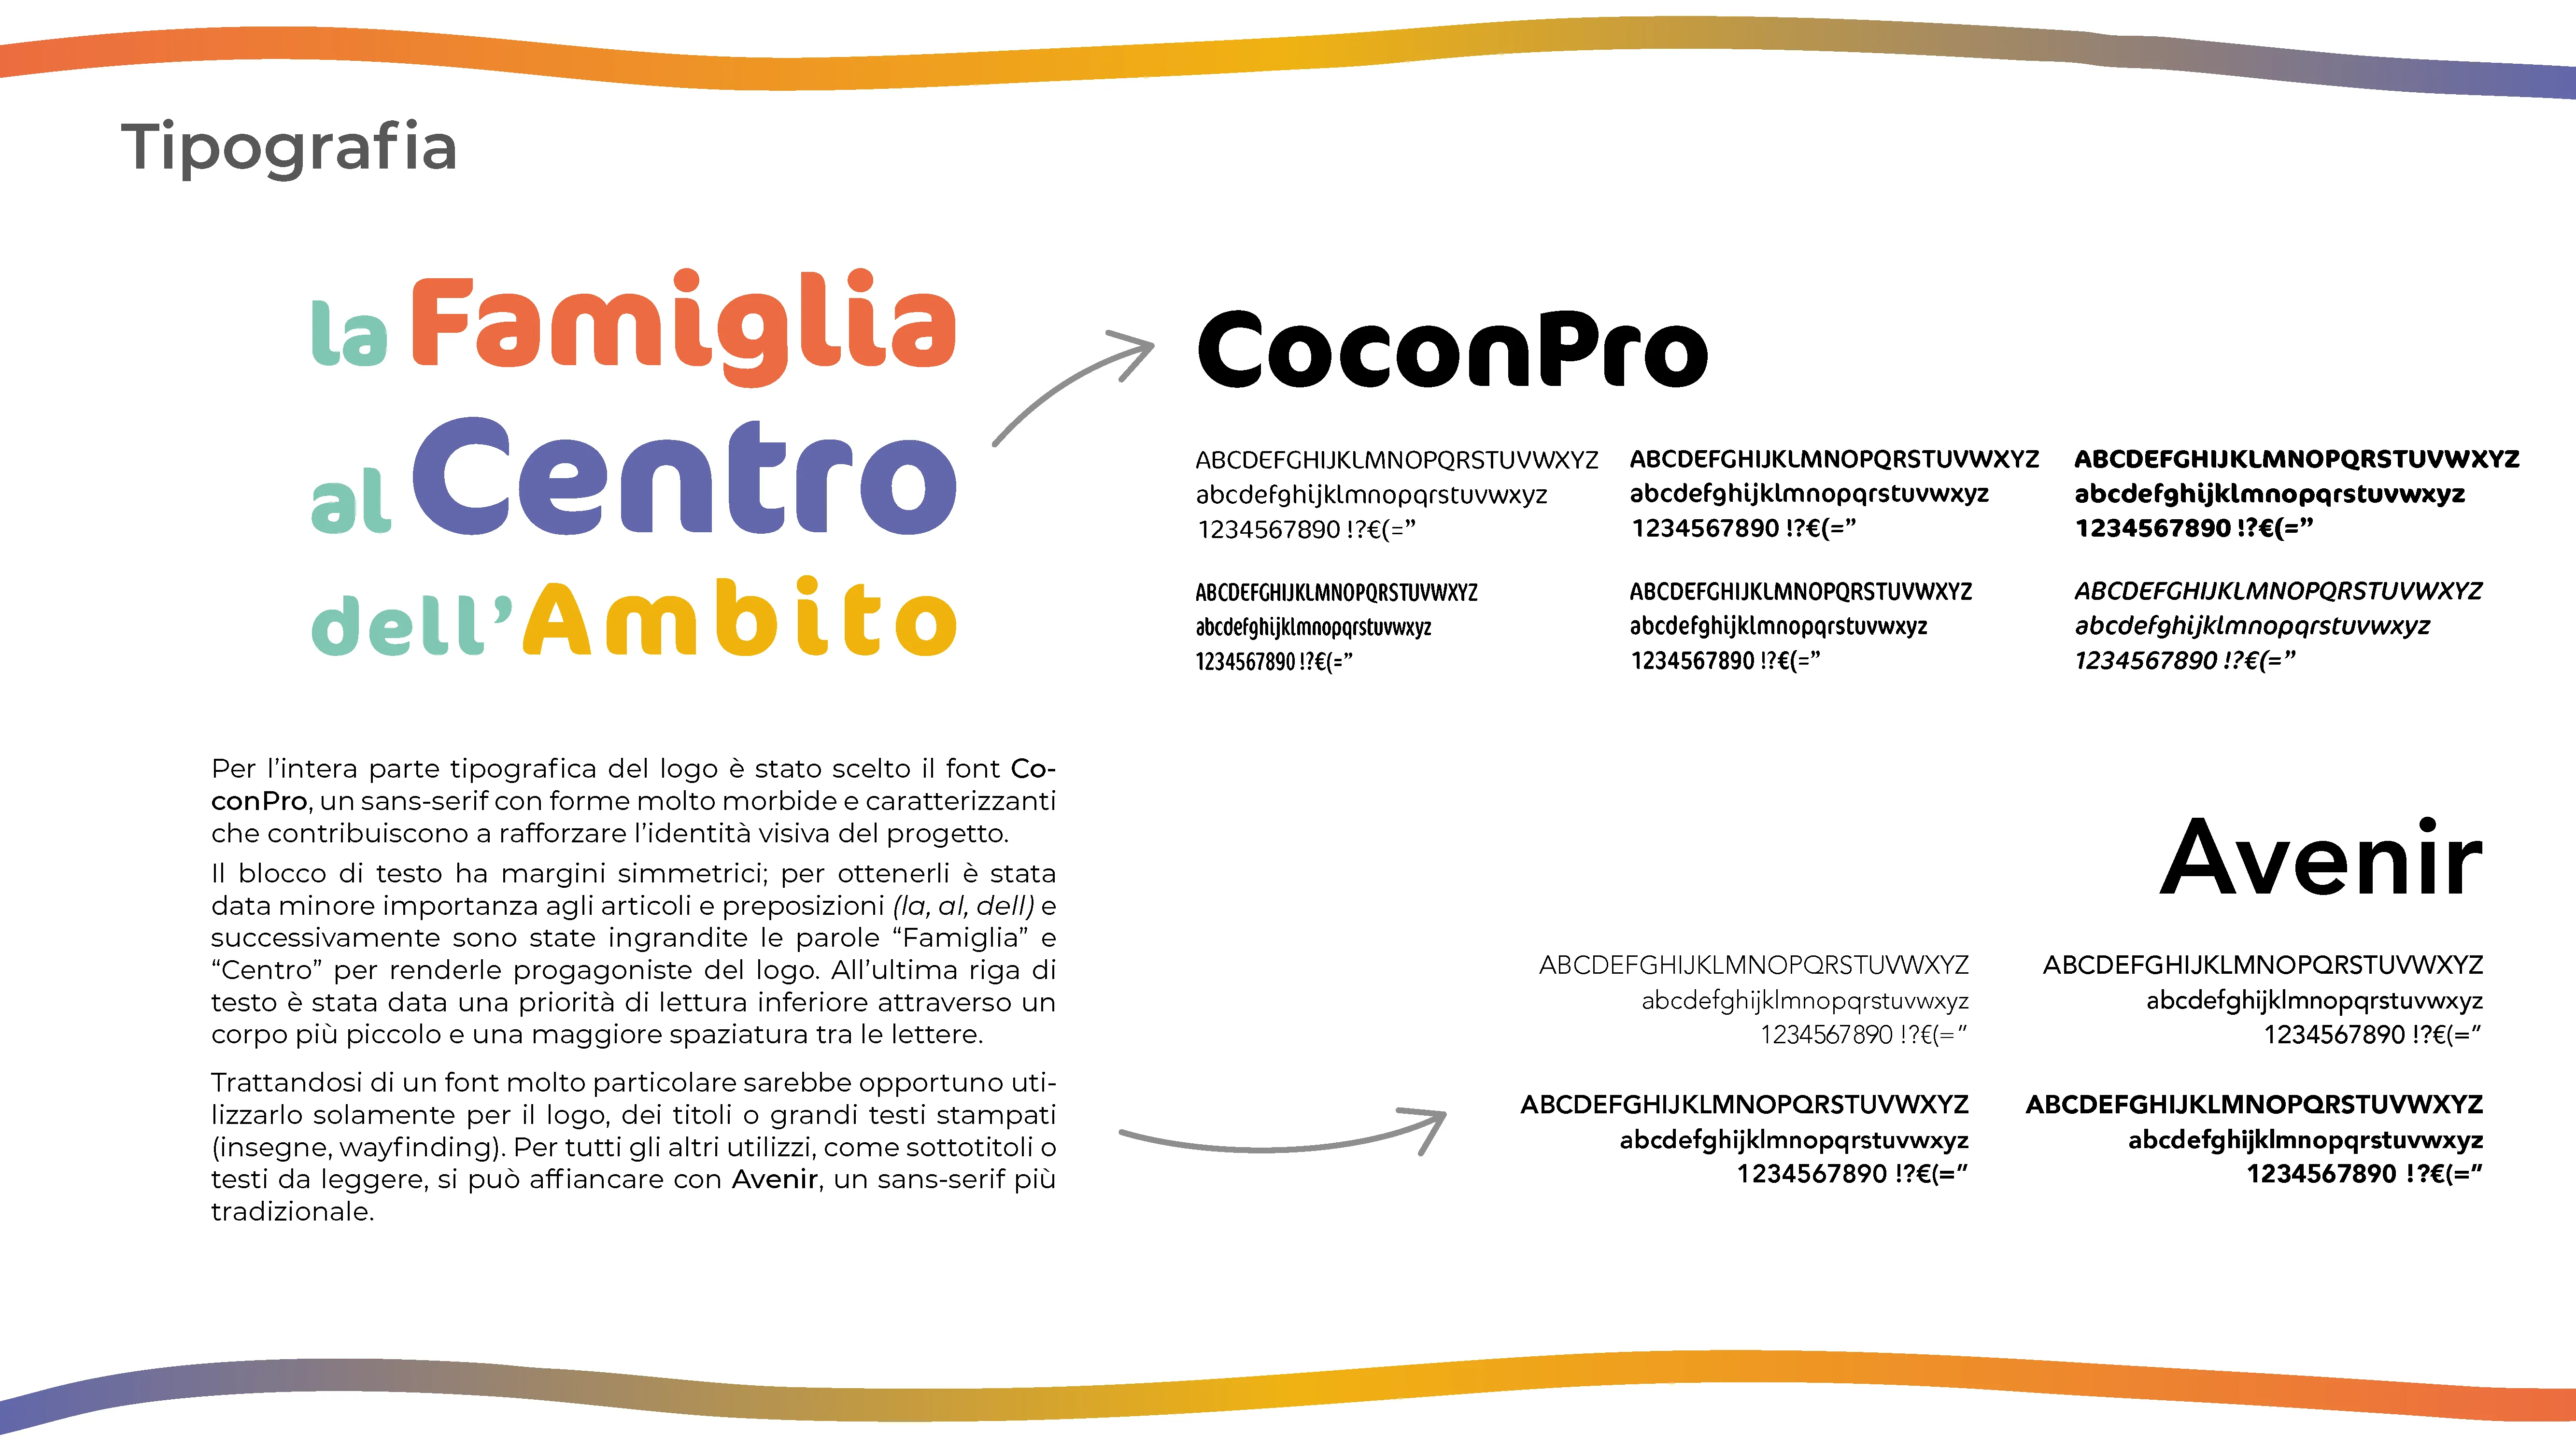 Tipografia
la Famiglia
al Centro
dell’Ambito
CoconPro
ABCDEFGHIJKLMNOPQRSTUVWXYZ
abcdefghijklmnopqrstuvwxyz
1234567890 !?€(=”
ABCDEFGHIJKLMNOPQRSTUVWXYZ
abcdefghijklmnopqrstuvwxyz
1234567890 !?€(=”
ABCDEFGHIJKLMNOPQRSTUVWXYZ
abcdefghijklmnopqrstuvwxyz
1234567890 !?€(=”
ABCDEFGHIJKLMNOPQRSTUVWXYZ
abcdefghijklmnopqrstuvwxyz
1234567890 !?€(=”
ABCDEFGHIJKLMNOPQRSTUVWXYZ
abcdefghijklmnopqrstuvwxyz
1234567890 !?€(=”
ABCDEFGHIJKLMNOPQRSTUVWXYZ
abcdefghijklmnopqrstuvwxyz
1234567890 !?€(=”
Per l’intera parte tipografica del logo è stato scelto il font Co-
conPro, un sans-serif con forme molto morbide e caratterizzanti
che contribuiscono a rafforzare l’identità visiva del progetto.
Il blocco di testo ha margini simmetrici; per ottenerli è stata
data minore importanza agli articoli e preposizioni (la, al, dell) e
successivamente sono state ingrandite le parole “Famiglia” e
“Centro” per renderle progagoniste del logo. All’ultima riga di
testo è stata data una priorità di lettura inferiore attraverso un
corpo più piccolo e una maggiore spaziatura tra le lettere.
Trattandosi di un font molto particolare sarebbe opportuno uti-
lizzarlo solamente per il logo, dei titoli o grandi testi stampati
(insegne, wayfinding). Per tutti gli altri utilizzi, come sottotitoli o
testi da leggere, si può affiancare con Avenir, un sans-serif più
tradizionale.
Avenir
ABCDEFGHIJKLMNOPQRSTUVWXYZ
abcdefghijklmnopqrstuvwxyz
1234567890 !?€(=”
ABCDEFGHIJKLMNOPQRSTUVWXYZ
abcdefghijklmnopqrstuvwxyz
1234567890 !?€(=”
ABCDEFGHIJKLMNOPQRSTUVWXYZ
abcdefghijklmnopqrstuvwxyz
1234567890 !?€(=”
ABCDEFGHIJKLMNOPQRSTUVWXYZ
abcdefghijklmnopqrstuvwxyz
1234567890 !?€(=”